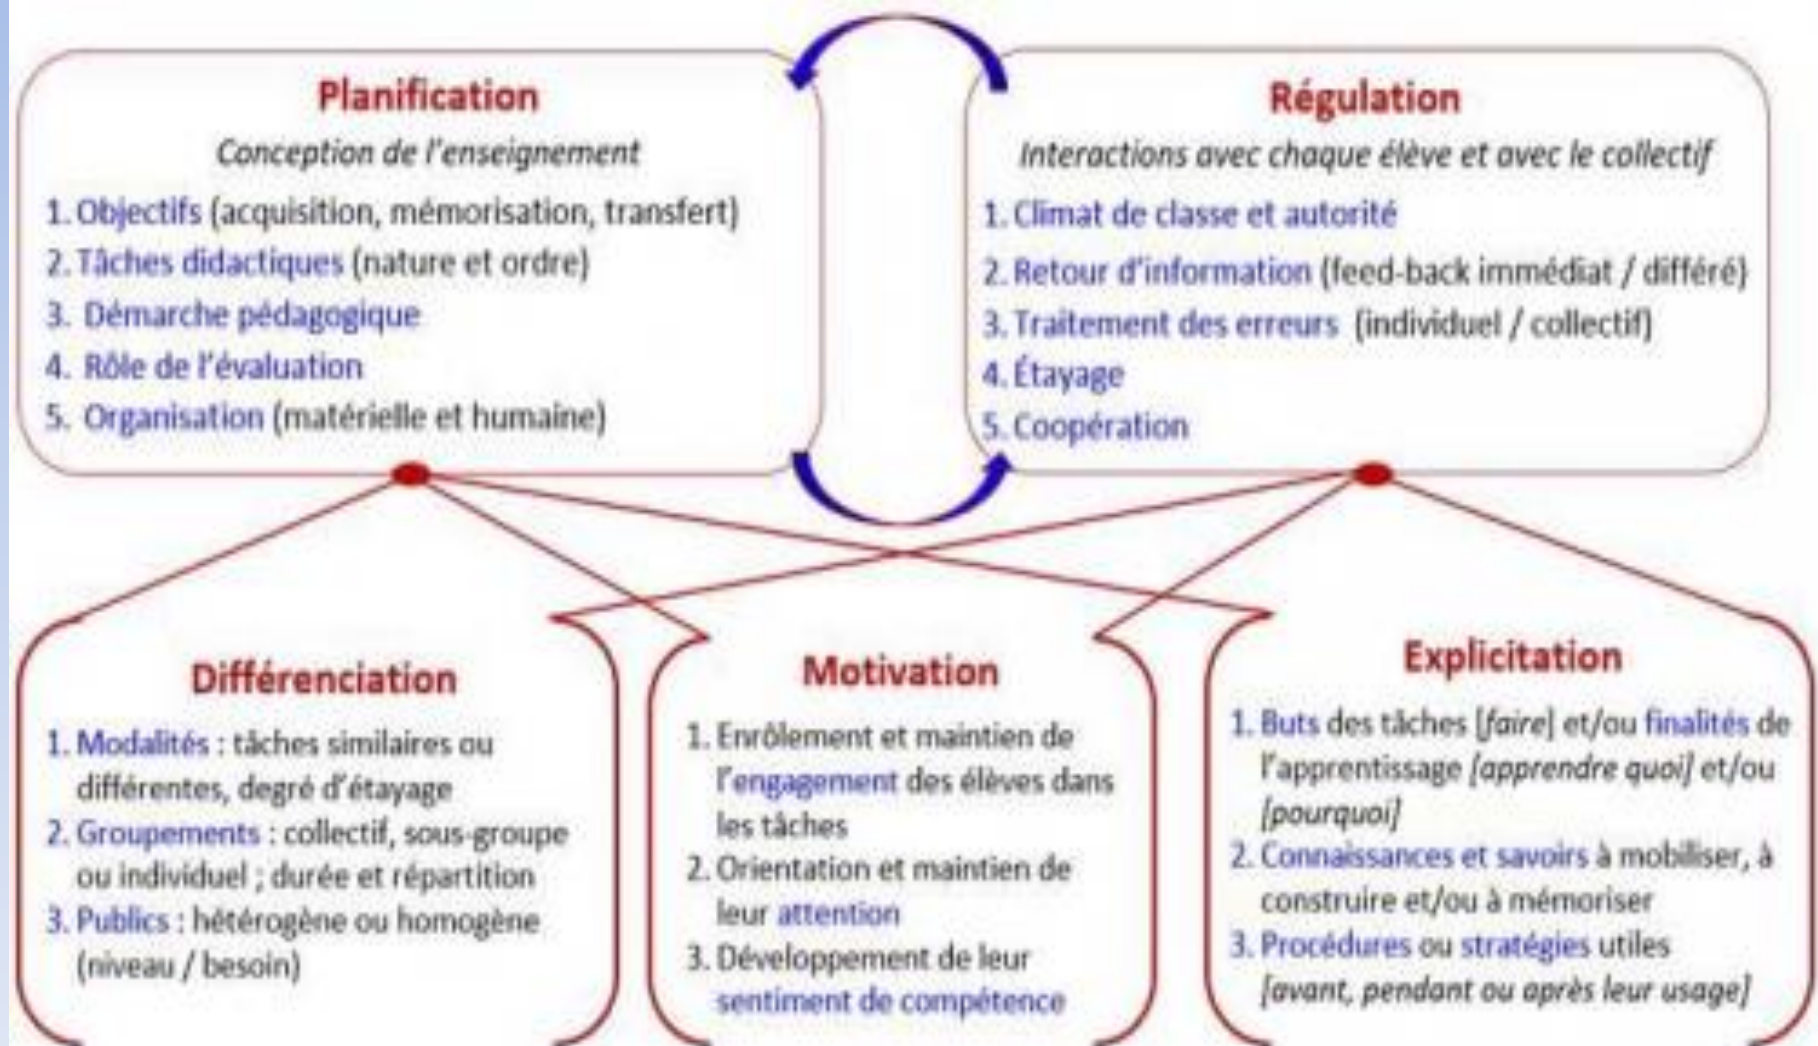 Planification
Conception de l'enseignement
1. Objectifs (acquisition, mémorisation, transfert)
2. Tâches didactiques (nature et ordre)
3. Démarche pédagogique
4. Rôle de l'évaluation
5. Organisation (matérielle et humaine)
Régulation
Interactions avec chaque élève et avec le collectif
1. Climat de classe et autorité
2. Retour d'information (feed-back immédiat / différé)
3. Traitement des erreurs (individuel / collectif)
4. Étayage
5. Coopération
Différenciation
1. Modalités : tâches similaires ou
différentes, degré d'étayage
2. Groupements : collectif, sous-groupe
ou individuel ; durée et répartition
3. Publics : hétérogène ou homogène
(niveau / besoin)
Motivation
1. Enrôlement et maintien de
l'engagement des élèves dans
les tâches
2. Orientation et maintien de
leur attention
3. Développement de leur
sentiment de compétence
Explicitation
1. Buts des tâches [faire] et/ou finalités de
l'apprentissage [apprendre quoi] et/ou
[pourquoi]
2. Connaissances et savoirs à mobiliser, à
construire et/ou à mémoriser
3. Procédures ou stratégies utiles
[avant, pendant ou après leur usage]